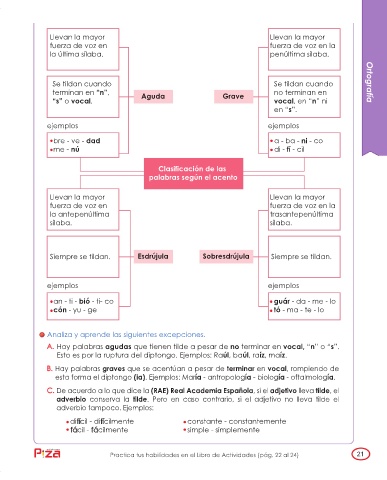 Llevan la mayor
fuerza de voz en
la última sílaba.
Llevan la mayor
fuerza de voz en la
penúltima sílaba.
Se tildan cuando
terminan en "n",
"s" o vocal.
Aguda
Grave
Se tildan cuando
no terminan en
vocal, en "n" ni
en "s".
ejemplos
bre - ve - dad
me - nú
ejemplos
a - ba - ni - co
di - fí - cil
Clasificación de las
palabras según el acento
Llevan la mayor
fuerza de voz en
la antepenúltima
sílaba.
Llevan la mayor
fuerza de voz en la
trasantepenúltima
sílaba.
Siempre se tildan.
Esdrújula
Sobresdrújula
Siempre se tildan.
ejemplos
an - ti - bió - ti- co
cón - yu - ge
ejemplos
guár - da - me - lo
tó - ma - te - lo
Analiza y aprende las siguientes excepciones.
A. Hay palabras agudas que tienen tilde a pesar de no terminar en vocal, "n" o "s".
Esto es por la ruptura del diptongo. Ejemplos: Raúl, baúl, raíz, maíz.
B. Hay palabras graves que se acentúan a pesar de terminar en vocal, rompiendo de
esta forma el diptongo (ia). Ejemplos: María - antropología - biología - oftalmología.
C. De acuerdo a lo que dice la (RAE) Real Academia Española, si el adjetivo lleva tilde, el
adverbio conserva la tilde. Pero en caso contrario, si el adjetivo no lleva tilde el
adverbio tampoco. Ejemplos:
difícil - difícilmente
fácil - fácilmente
constante - constantemente
simple - simplemente
Practica tus habilidades en el Libro de Actividades (pág. 22 al 24)
21
Ortografía